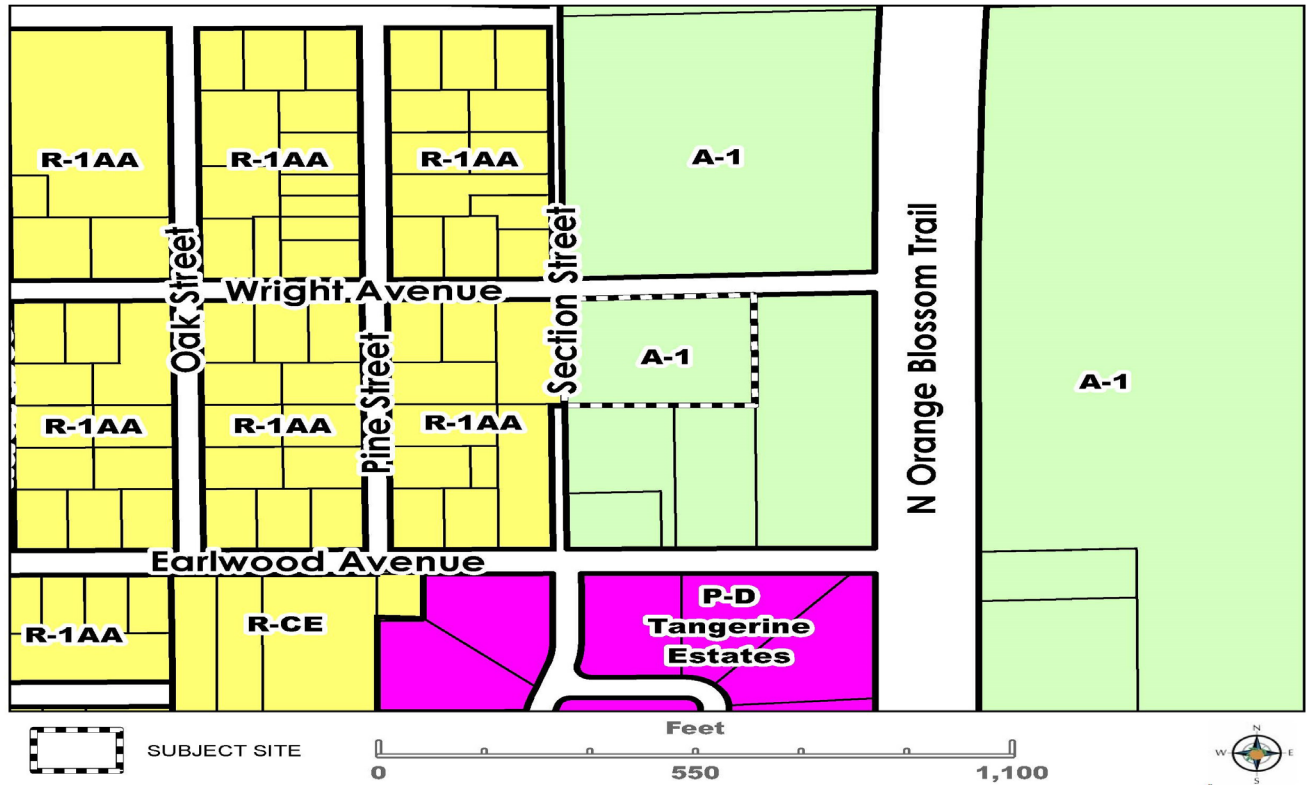 R-1AA
R-1AA
R-1AA
A-1
Oak Street
Section Street
N Orange Blossom Trail
Wright Avenue
Pine Street
A-1
A-1
R-1AA
R-1AA
R-1AA
Earlwood Avenue
R-1AA
R-CE
P-D
Tangerine
Estates
SUBJECT SITE
Feet
0
550
1,100
N
W
E
S